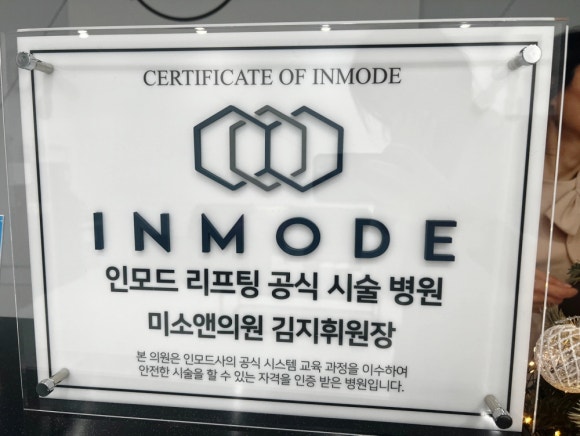 CERTIFICATE OF INMODE
INMODE
인모드 리프팅 공식 시술 병원
미소앤의원 김지휘원장
본 의원은 인모드사의 공식 시스템 교육 과정을 이수하여
안전한 시술을 할 수 있는 자격을 인증 받은 병원입니다.